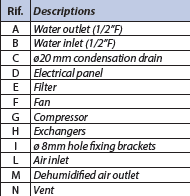 Rif. Descriptions
A Water outlet (1/2"F)
B Water inlet (1/2"F)
C ø20 mm condensation drain
D Electrical panel
E Filter
F Fan
G Compressor
H Exchangers
I ø 8mm hole fixing brackets
L Air inlet
M Dehumidified air outlet
N Vent